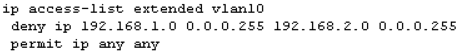 ip access-list extended vlan10
deny ip 192.168.1.0 0.0.0.255 192.168.2.0 0.0.0.255
permit ip any any